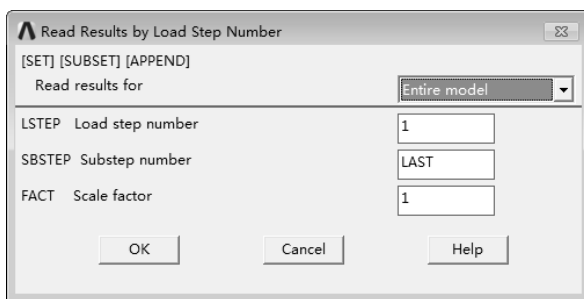 Read Results by Load Step Number
[SET] [SUBSET] [APPEND]
Read results for Entire model
LSTEP Load step number 1
SBSTEP Substep number LAST
FACT Scale factor 1
OK Cancel Help